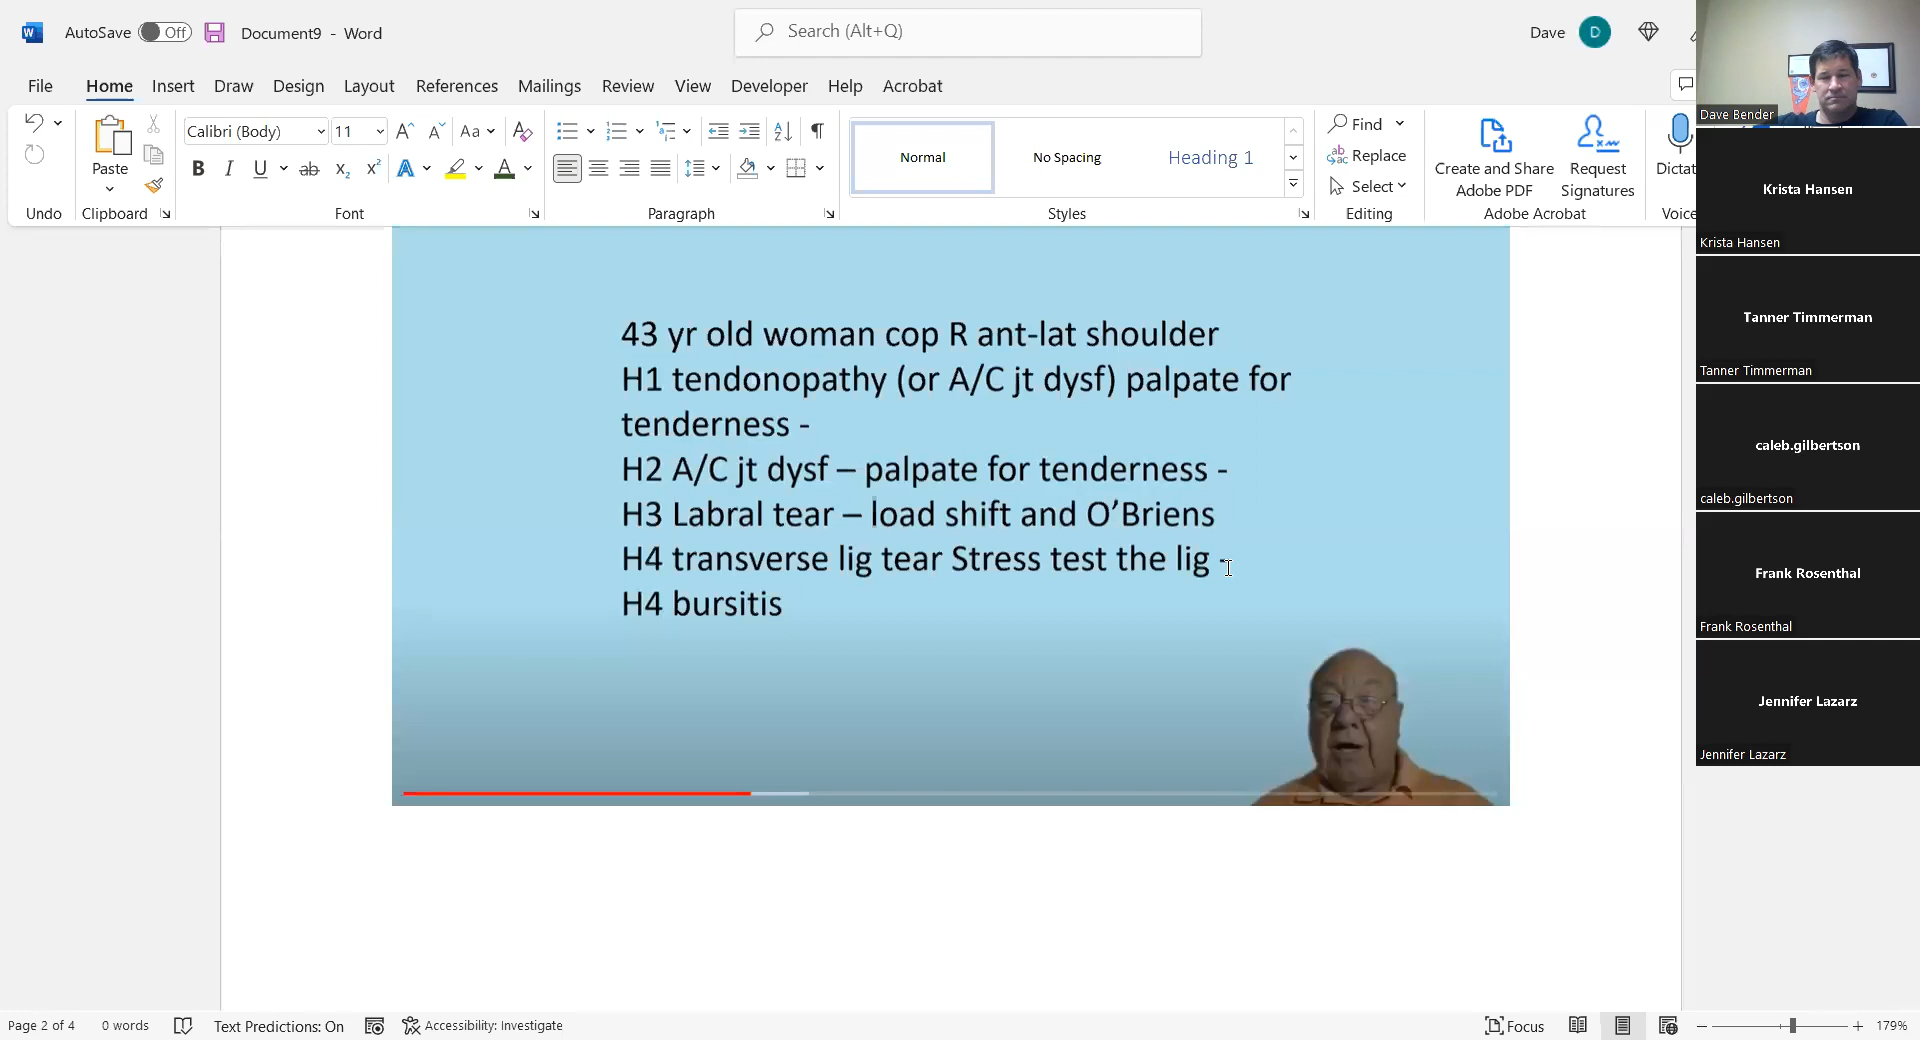 AutoSave Off Document9 - Word Search (Alt+Q) Dave D
File Home Insert Draw Design Layout References Mailings Review View Developer Help Acrobat
Calibri (Body) 11 Aa
Paste
Undo Clipboard Font Paragraph
Normal No Spacing Heading 1
Styles
Find
Replace
Select
Editing
Create and Share
Adobe PDF
Request
Signatures
Adobe Acrobat
Dictat
Voice
43 yr old woman cop R ant-lat shoulder
H1 tendonopathy (or A/C jt dysf) palpate for
tenderness -
H2 A/C jt dysf – palpate for tenderness -
H3 Labral tear – load shift and O’Briens
H4 transverse lig tear Stress test the lig -
H4 bursitis
Dave Bender
Krista Hansen
Krista Hansen
Tanner Timmerman
Tanner Timmerman
caleb.gilbertson
caleb.gilbertson
Frank Rosenthal
Frank Rosenthal
Jennifer Lazarz
Jennifer Lazarz
Page 2 of 4 0 words Text Predictions: On Accessibility: Investigate Focus 179%